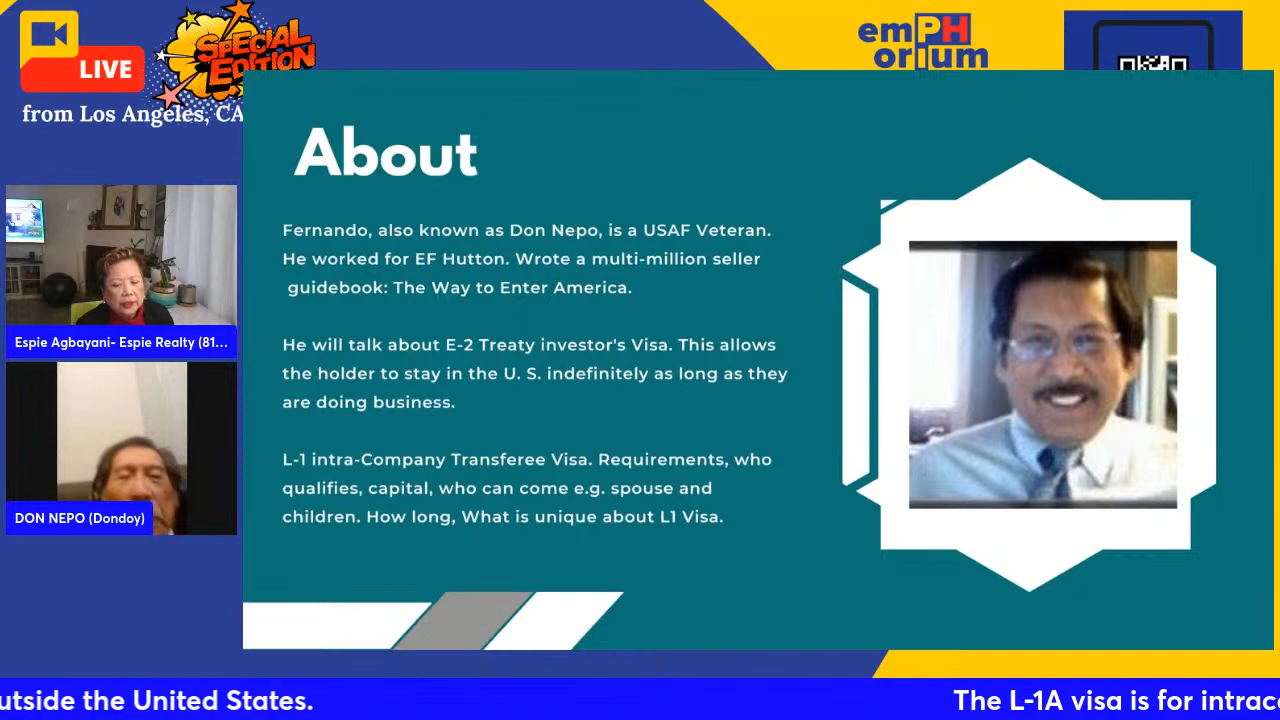 LIVE
SPECIAL
EDITION
from Los Angeles, CA
emPH
orium
About
Fernando, also known as Don Nepo, is a USAF Veteran.
He worked for EF Hutton. Wrote a multi-million seller
guidebook: The Way to Enter America.
He will talk about E-2 Treaty investor's Visa. This allows
the holder to stay in the U. S. indefinitely as long as they
are doing business.
L-1 intra-Company Transferee Visa. Requirements, who
qualifies, capital, who can come e.g. spouse and
children. How long, What is unique about L1 Visa.
Espie Agbayani- Espie Realty (81...
DON NEPO (Dondoy)
utside the United States.
The L-1A visa is for intrac